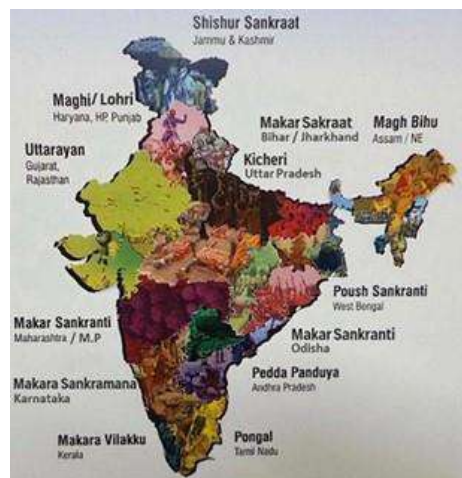 Shishur Sankraat
Jammu & Kashmir
Maghi/ Lohri
Haryana, HP, Punjab
Makar Sakraat
Bihar / Jharkhand
Magh Bihu
Assam / NE
Uttarayan
Gujarat,
Rajasthan
Kicheri
Uttar Pradesh
Poush Sankranti
West Bengal
Makar Sankranti
Maharashtra / M.P
Makar Sankranti
Odisha
Pedda Panduya
Andhra Pradesh
Makara Sankramana
Karnataka
Makara Vilakku
Kerala
Pongal
Tamil Nadu